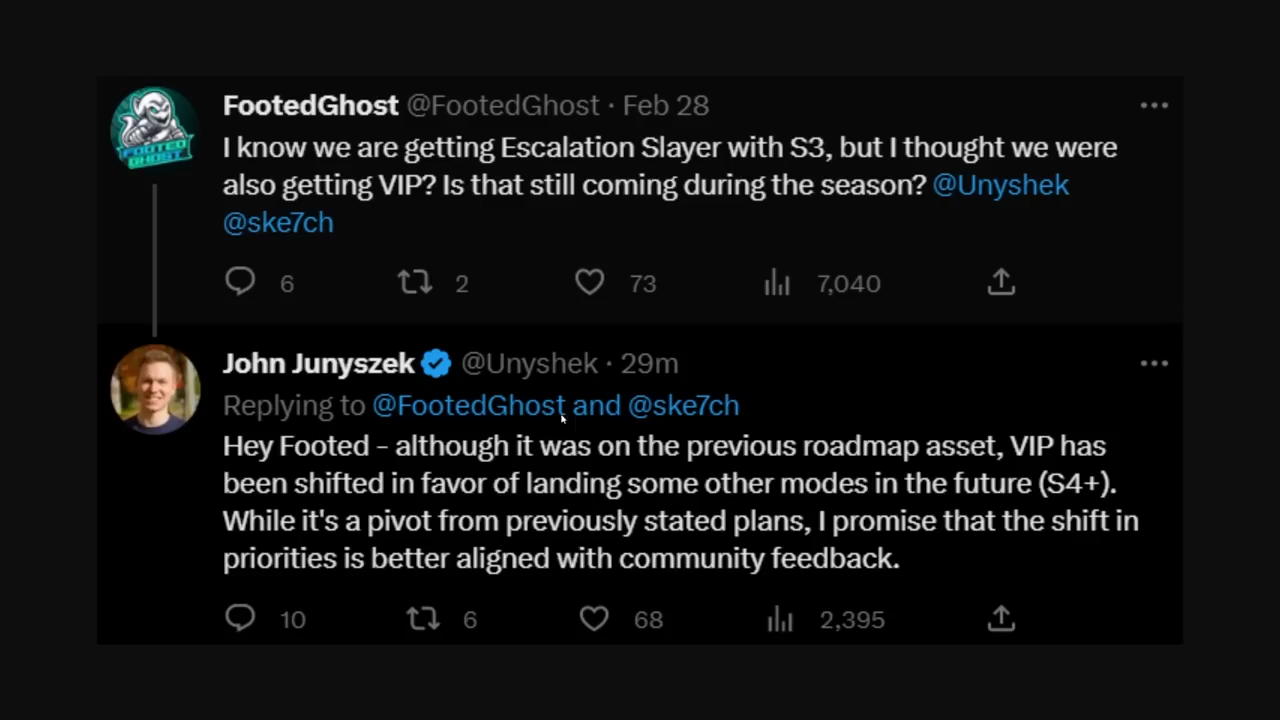 FootedGhost @FootedGhost · Feb 28
I know we are getting Escalation Slayer with S3, but I thought we were
also getting VIP? Is that still coming during the season? @Unyshek
@ske7ch
6 2 73 7,040
FOOTED
GHOST
John Junyszek @Unyshek · 29m
Replying to @FootedGhost and @ske7ch
Hey Footed – although it was on the previous roadmap asset, VIP has
been shifted in favor of landing some other modes in the future (S4+).
While it's a pivot from previously stated plans, I promise that the shift in
priorities is better aligned with community feedback.
10 6 68 2,395